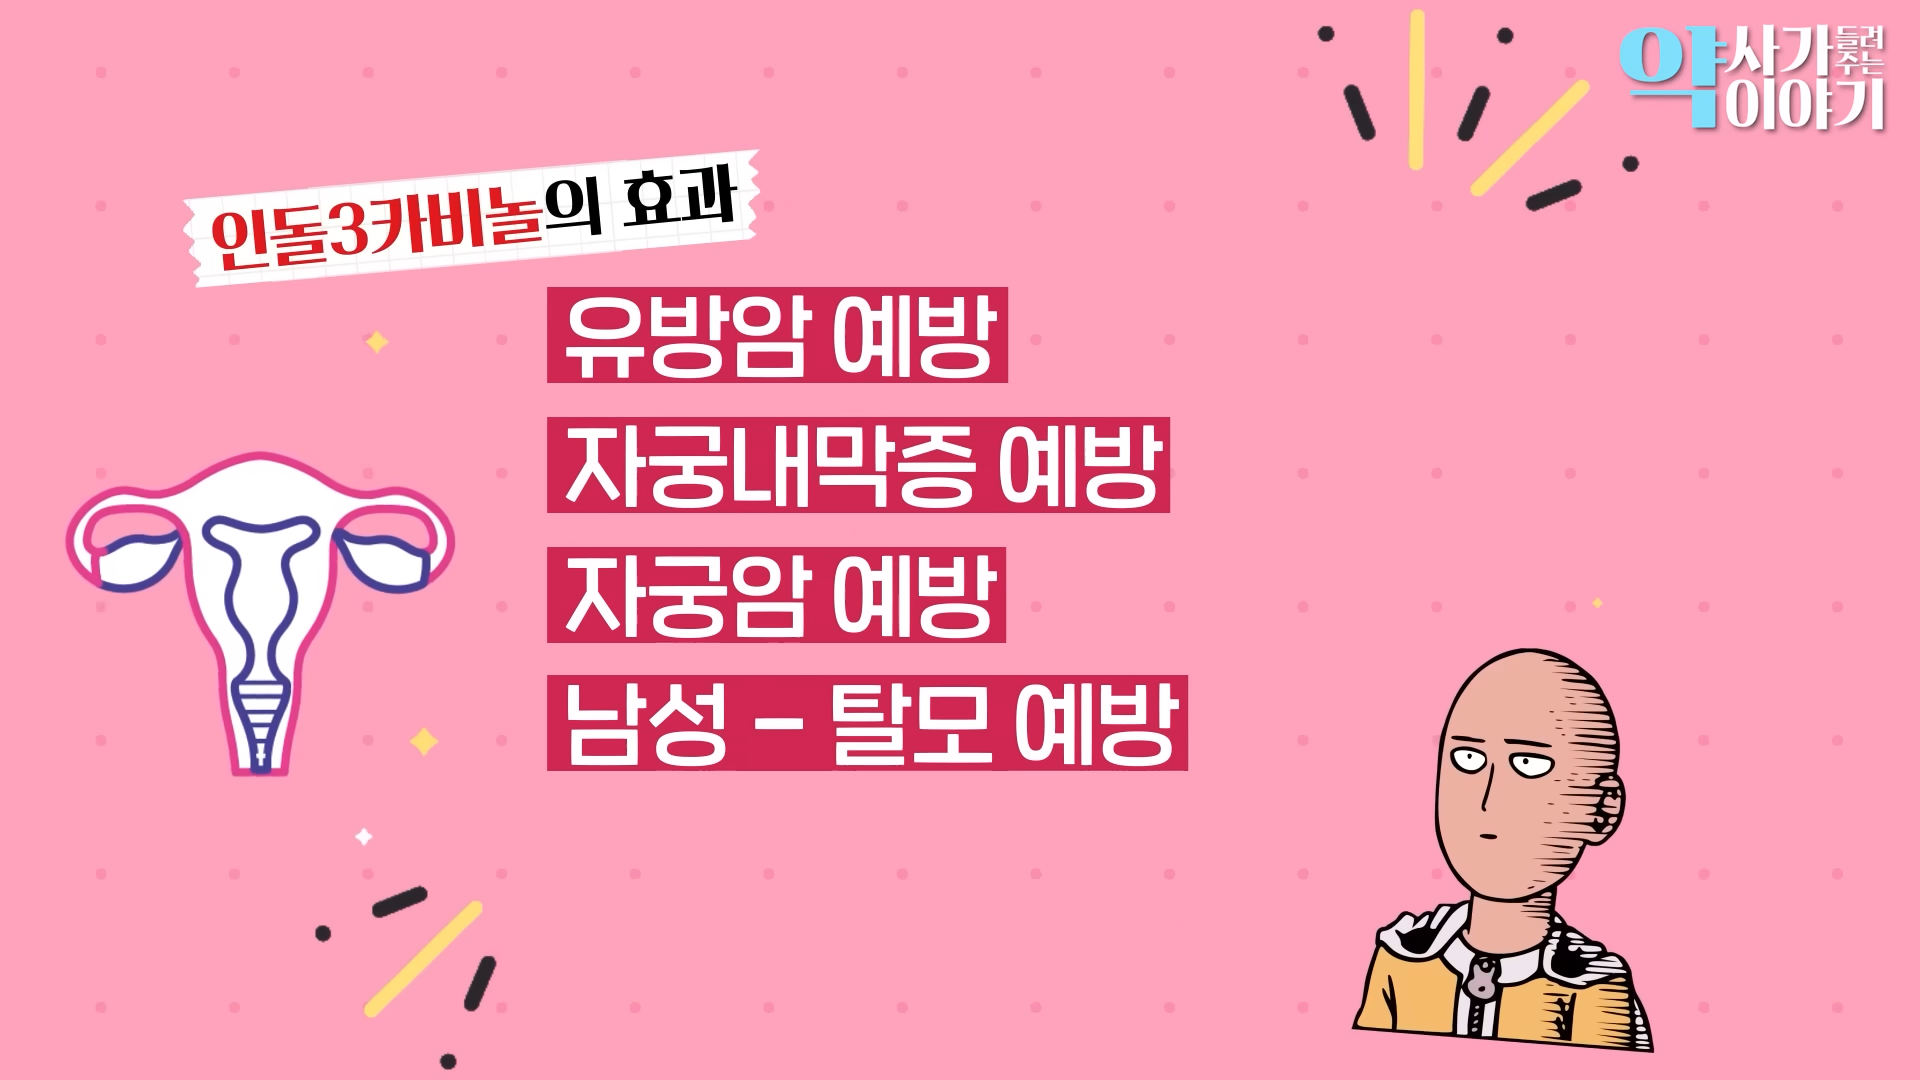 약사가 들려주는 이야기
인돌3카비놀의 효과
유방암 예방
자궁내막증 예방
자궁암 예방
남성 - 탈모 예방